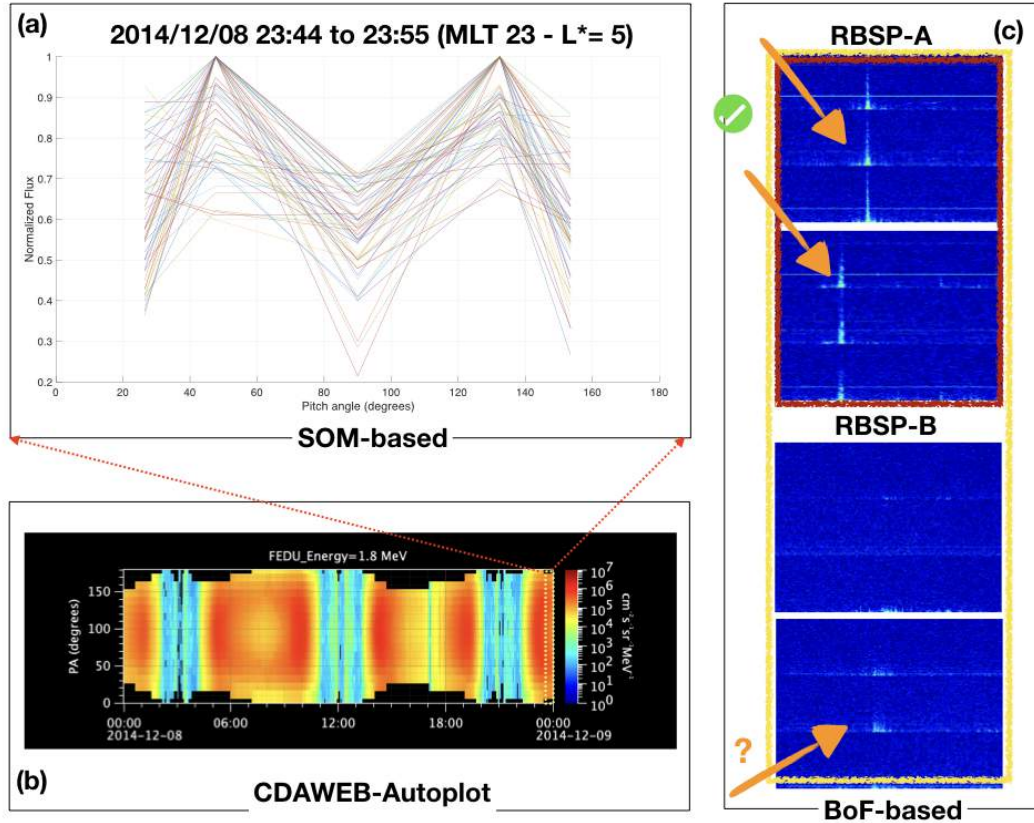 (a)
2014/12/08 23:44 to 23:55 (MLT 23 - L*= 5)
1
0.9
0.8
0.7
0.6
0.5
0.4
0.3
0.2
Normalized Flux
0 20 40 60 80 100 120 140 160 180
Pitch angle (degrees)
SOM-based
FEDU_Energy=1.8 MeV
150
100
50
0
PA (degrees)
00:00 06:00 12:00 18:00 00:00
2014-12-08 2014-12-09
10⁷
10⁶
10⁵
10⁴
10³
10²
10¹
10⁰
cm⁻²s⁻¹sr⁻¹MeV⁻¹
(b)
CDAWEB-Autoplot
(c)
RBSP-A
RBSP-B
?
BoF-based